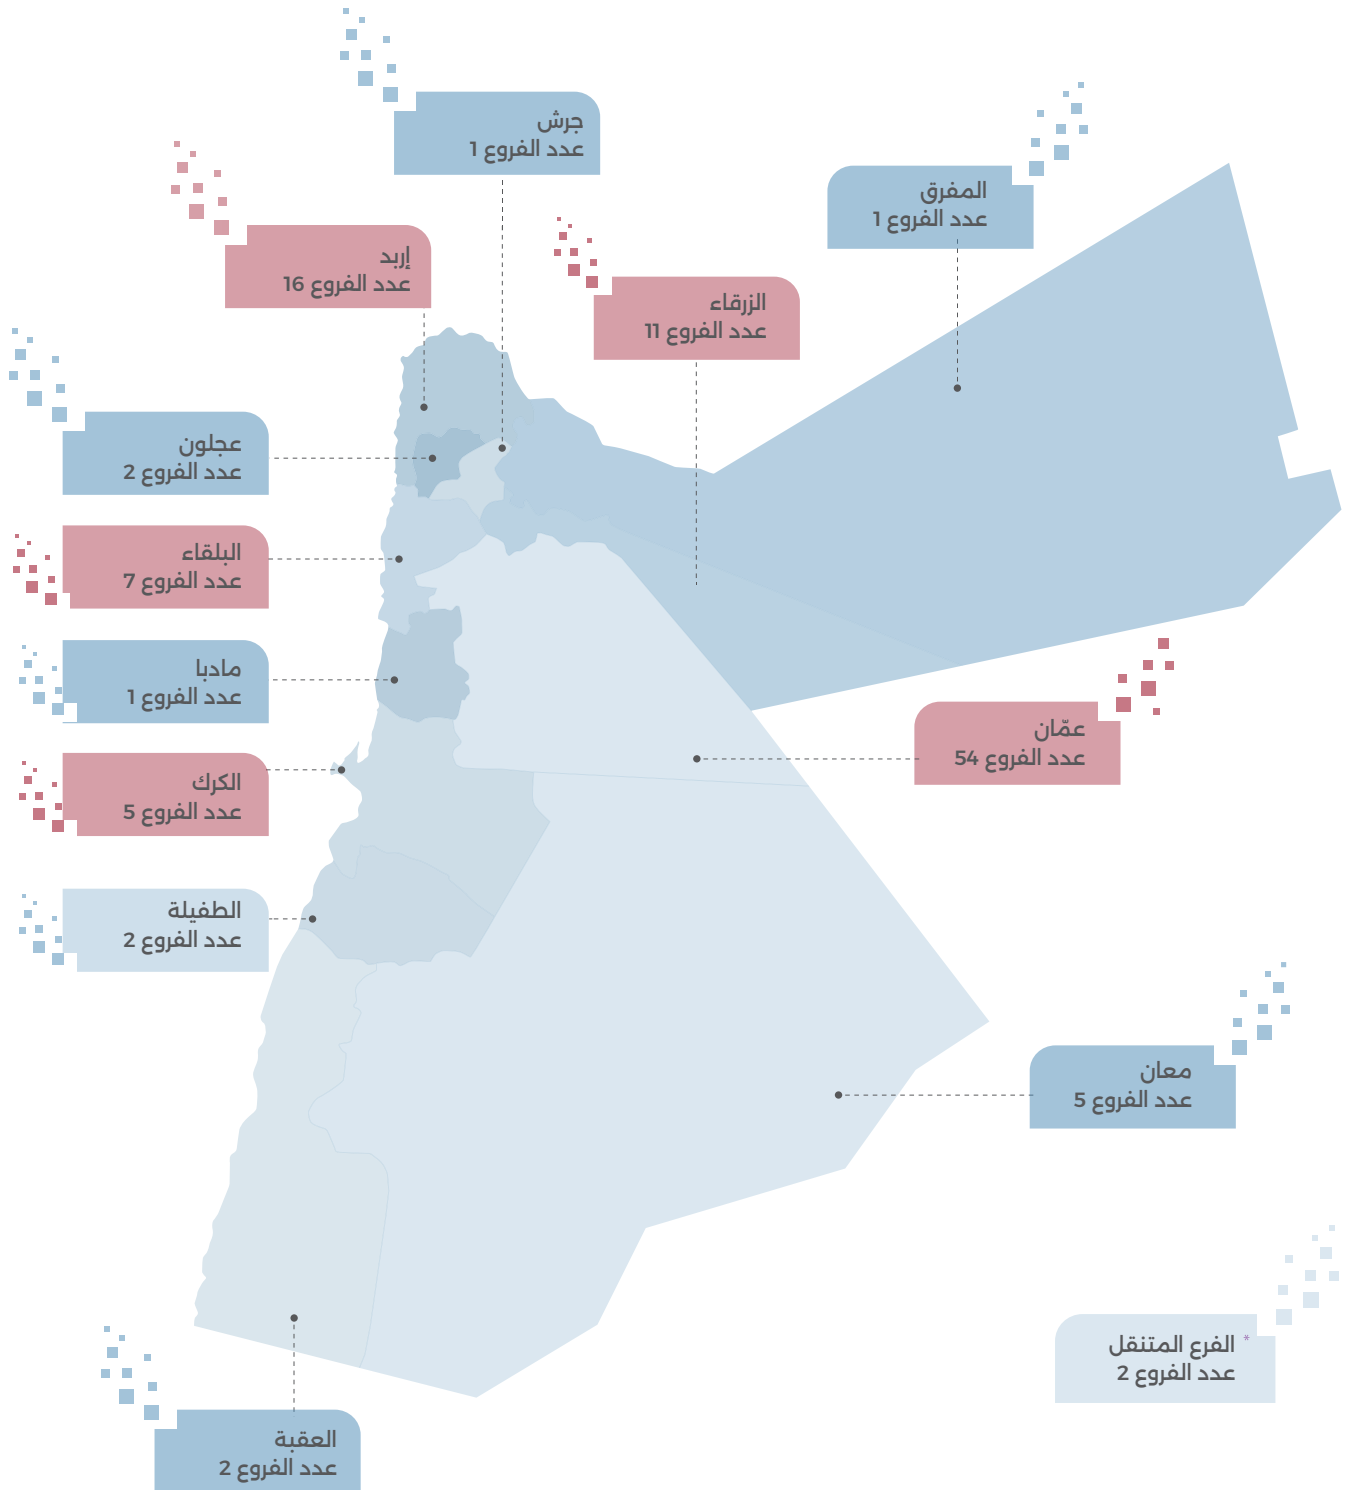 جرش
عدد الفروع 1
المفرق
عدد الفروع 1
إربد
عدد الفروع 16
الزرقاء
عدد الفروع 11
عجلون
عدد الفروع 2
البلقاء
عدد الفروع 7
مادبا
عدد الفروع 1
عمّان
عدد الفروع 54
الكرك
عدد الفروع 5
الطفيلة
عدد الفروع 2
معان
عدد الفروع 5
* الفرع المتنقل
عدد الفروع 2
العقبة
عدد الفروع 2